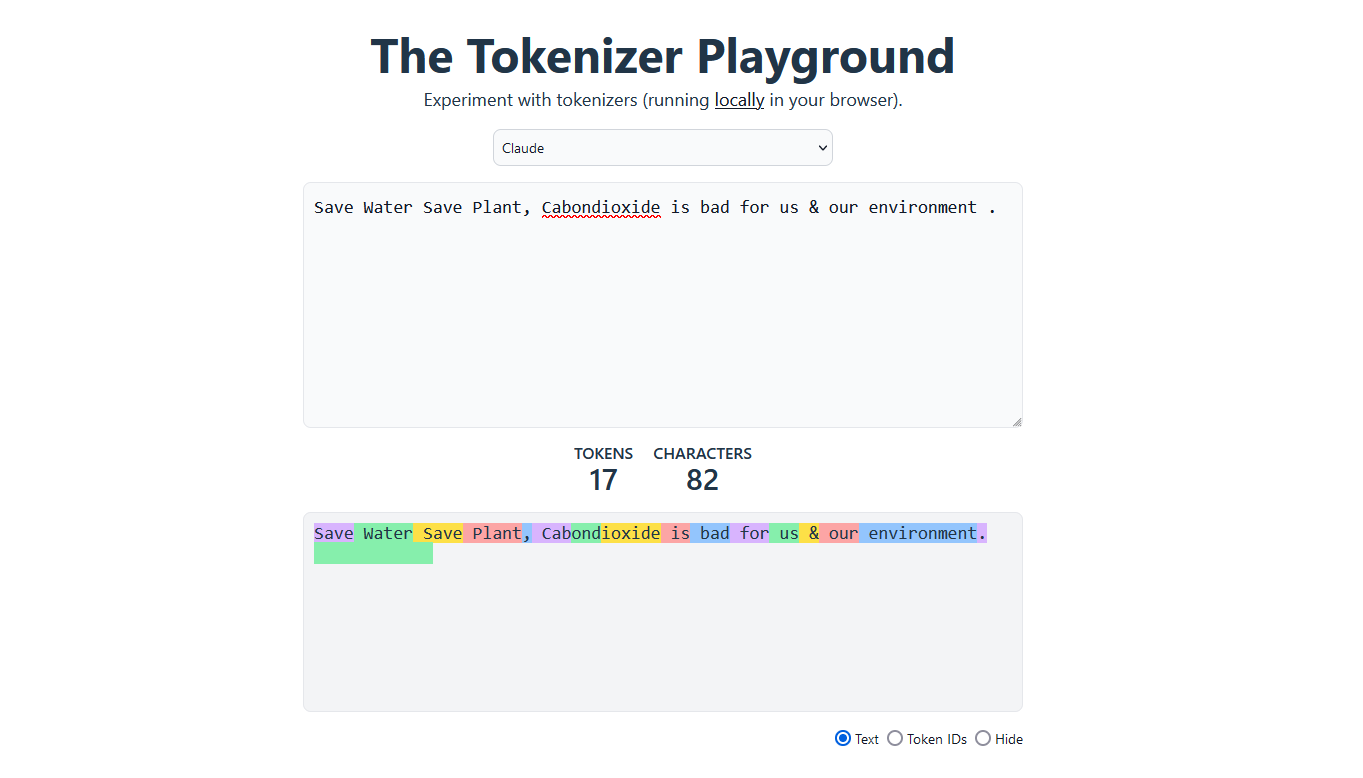 The Tokenizer Playground
Experiment with tokenizers (running locally in your browser).
Claude
Save Water Save Plant, Cabondioxide is bad for us & our environment .
TOKENS CHARACTERS
17 82
Save Water Save Plant, Cabondioxide is bad for us & our environment.
Text Token IDs Hide